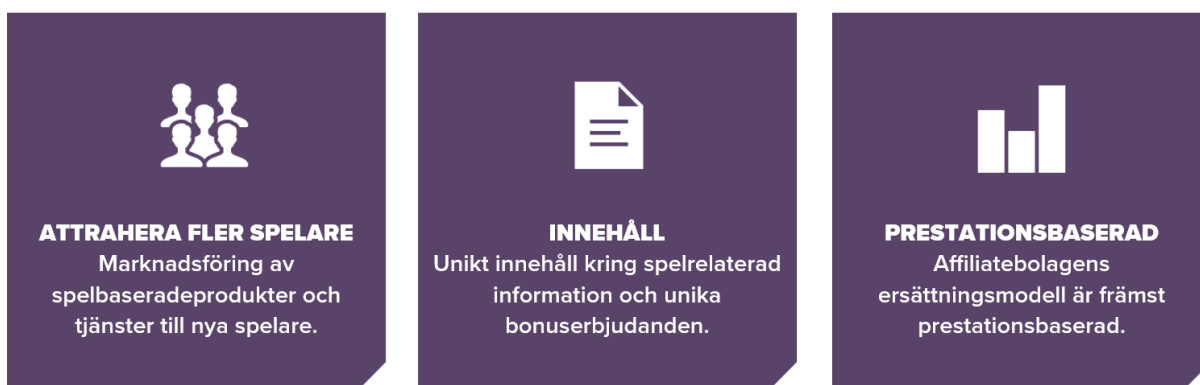 ATTRAHERA FLER SPELARE
Marknadsföring av
spelbaseradeprodukter och
tjänster till nya spelare.
INNEHÅLL
Unikt innehåll kring spelrelaterad
information och unika
bonuserbjudanden.
PRESTATIONSBASERAD
Affiliatebolagens
ersättningsmodell är främst
prestationsbaserad.